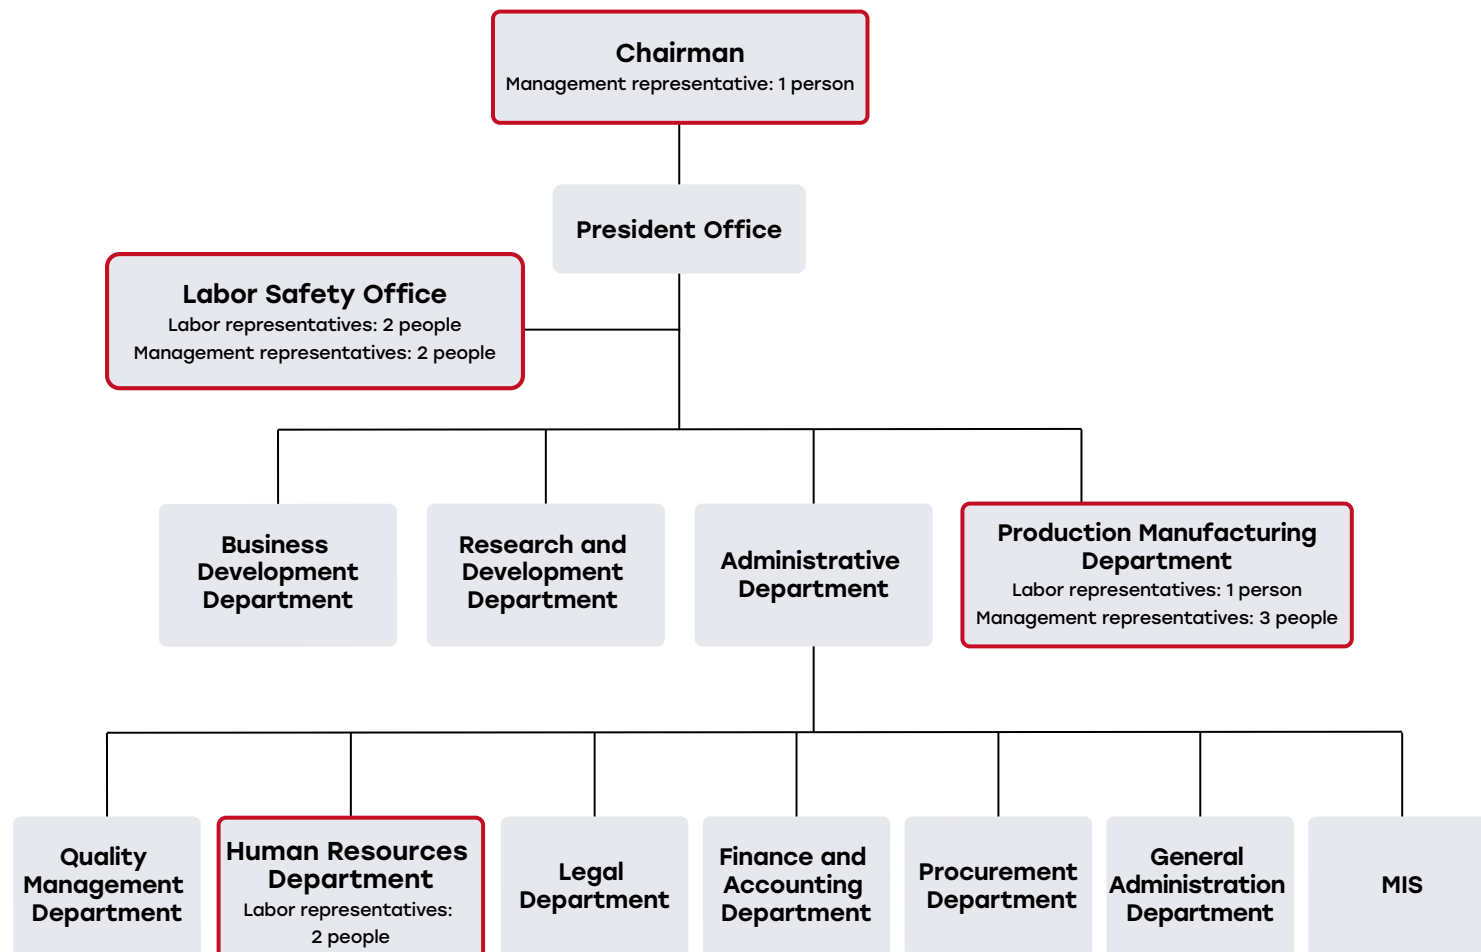 Chairman
Management representative: 1 person
President Office
Labor Safety Office
Labor representatives: 2 people
Management representatives: 2 people
Business
Development
Department
Research and
Development
Department
Administrative
Department
Production Manufacturing
Department
Labor representatives: 1 person
Management representatives: 3 people
Quality
Management
Department
Human Resources
Department
Labor representatives:
2 people
Legal
Department
Finance and
Accounting
Department
Procurement
Department
General
Administration
Department
MIS